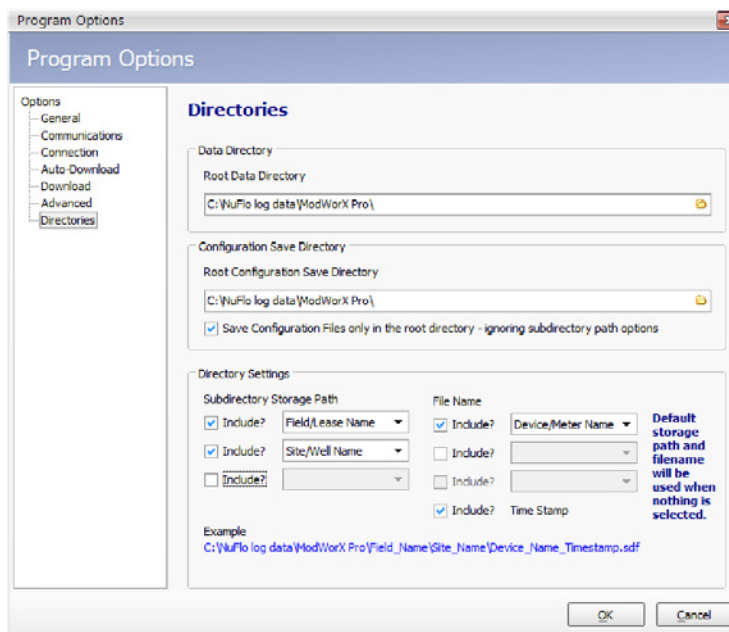 Program Options
Program Options
Options
General
Communications
Connection
Auto-Download
Download
Advanced
Directories
Directories
Data Directory
Root Data Directory
C:\NuFlo log data\ModWorX Pro\
Configuration Save Directory
Root Configuration Save Directory
C:\NuFlo log data\ModWorX Pro\
Save Configuration Files only in the root directory - ignoring subdirectory path options
Directory Settings
Subdirectory Storage Path
Include? Field/Lease Name
Include? Site/Well Name
Include?
File Name
Include? Device/Meter Name
Include?
Include?
Include? Time Stamp
Default
storage
path and
filename
will be
used when
nothing is
selected.
Example
C:\NuFlo log data\ModWorX Pro\Field_Name\Site_Name\Device_Name_Timestamp.sdf
OK Cancel